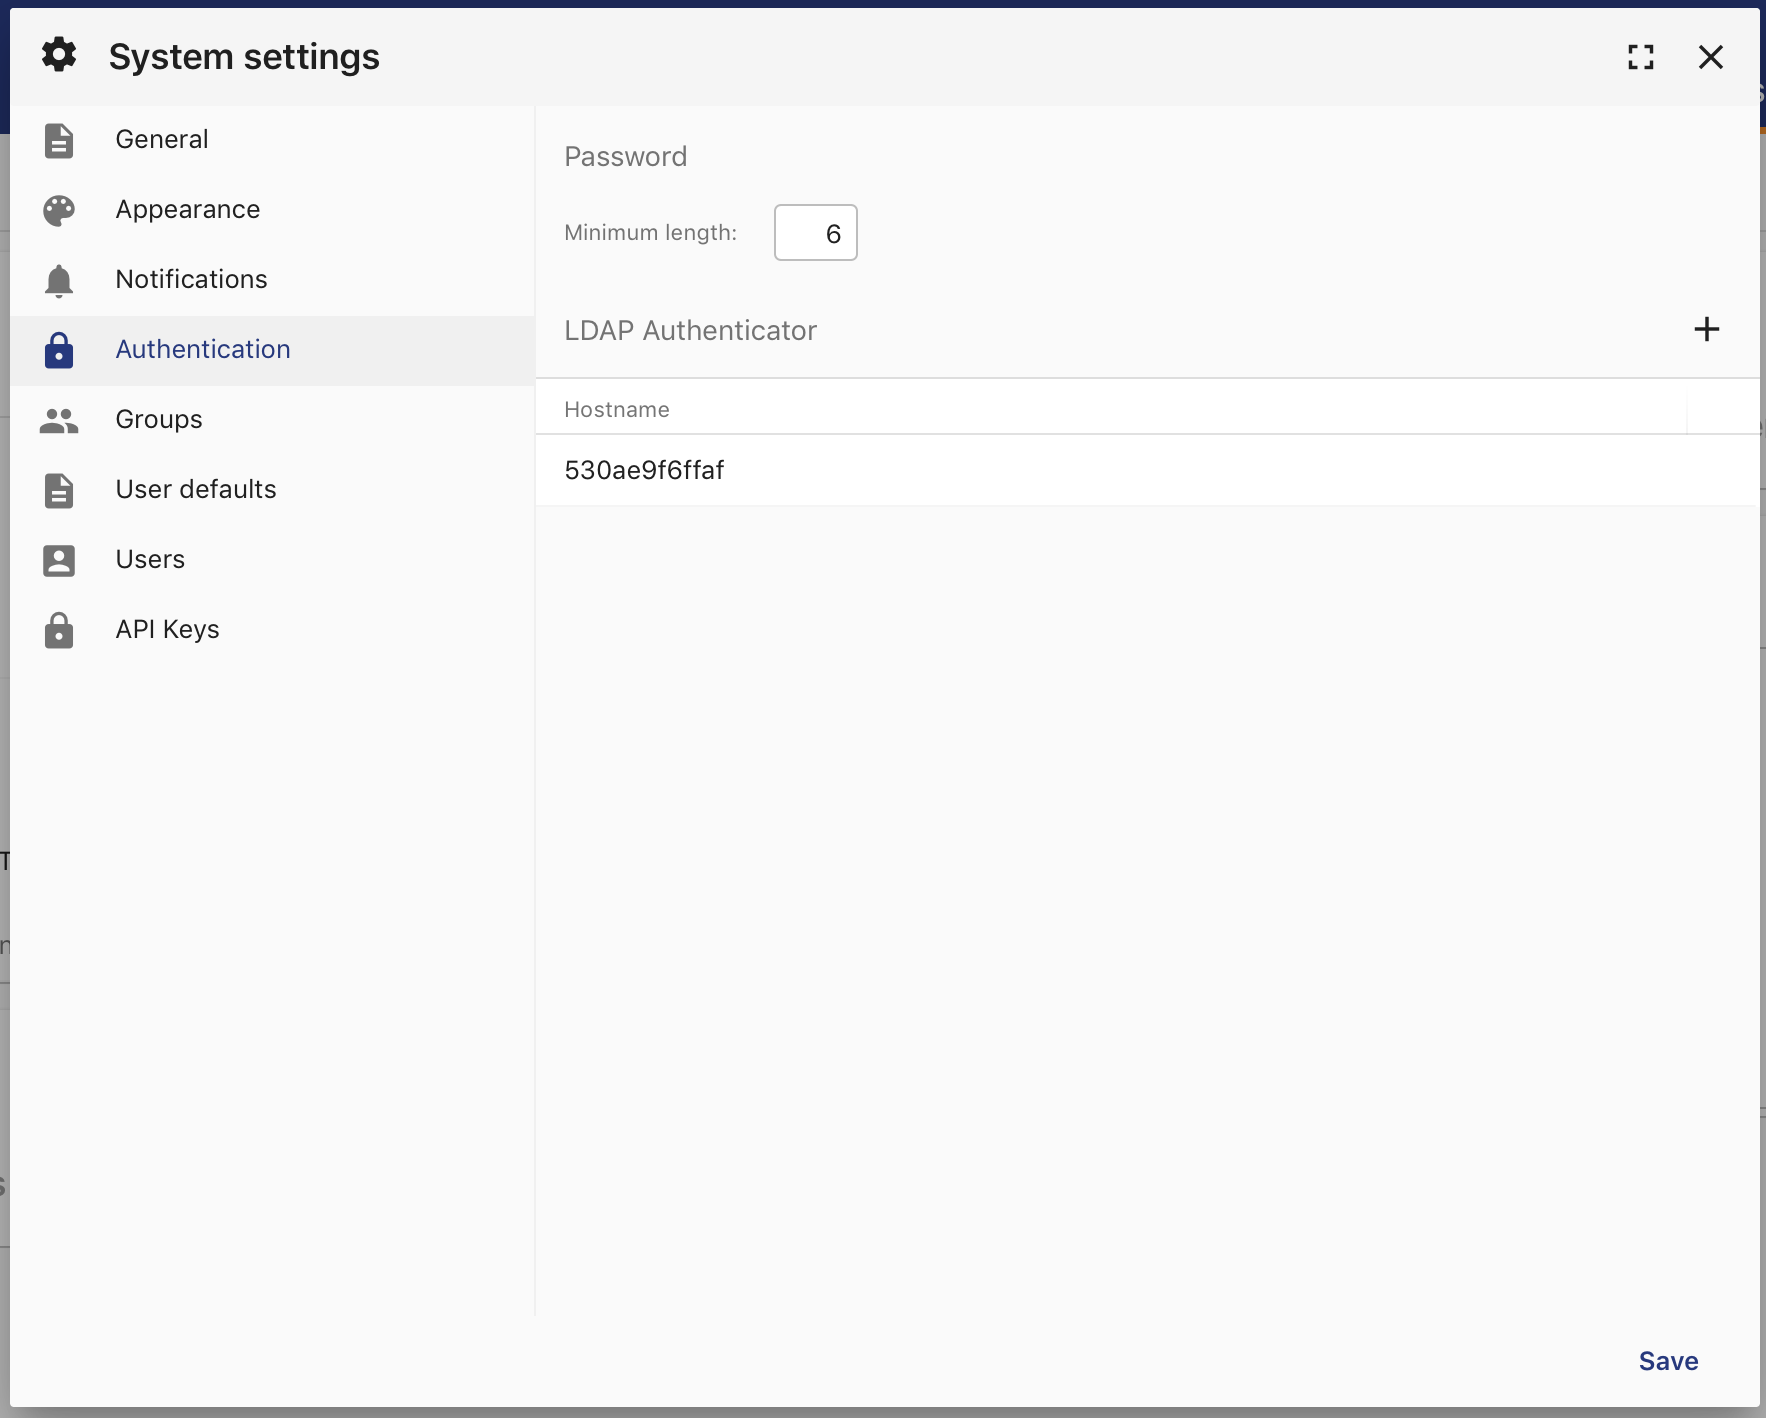 System settings
General
Appearance
Notifications
Authentication
Groups
User defaults
Users
API Keys
Password
Minimum length: 6
LDAP Authenticator
Hostname
530ae9f6ffaf
Save